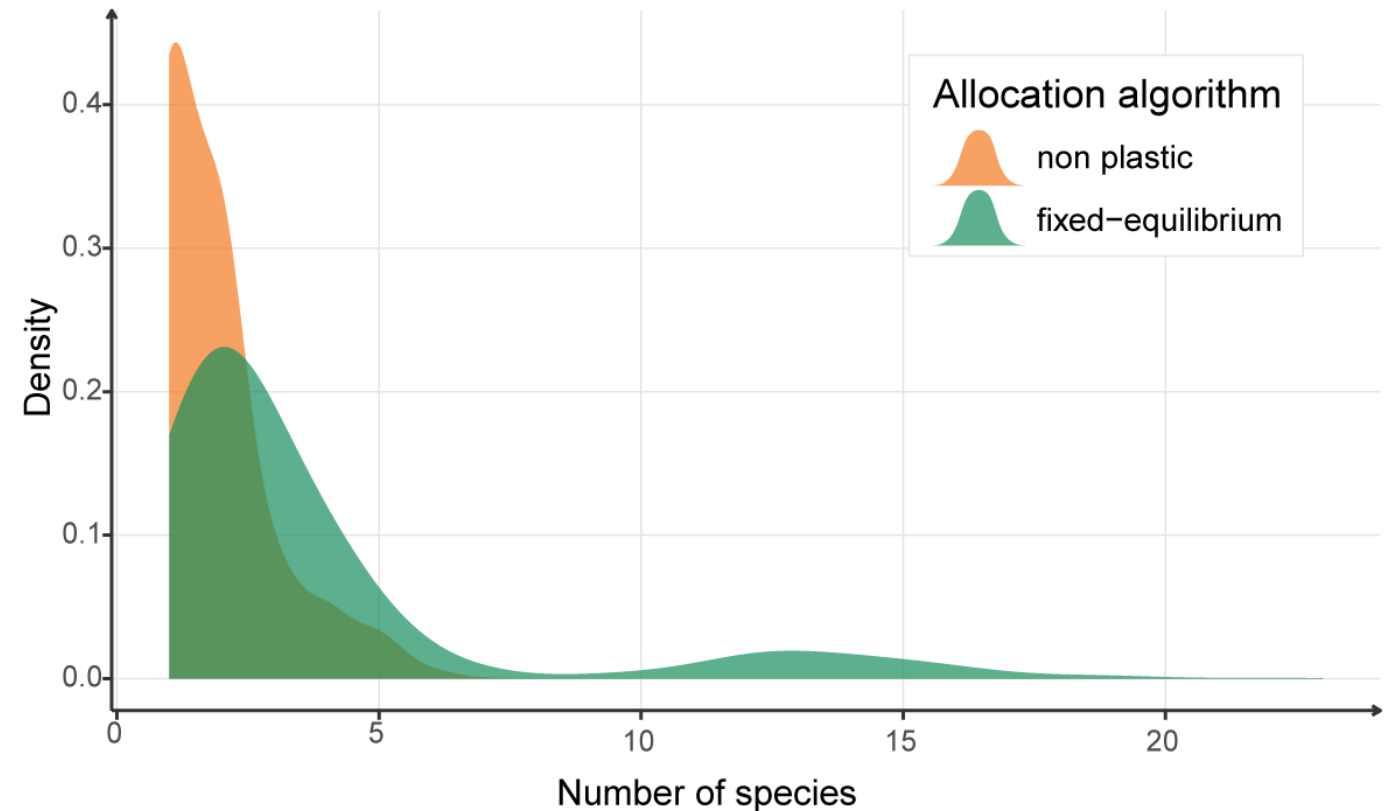 0.4
0.3
0.2
0.1
0.0
Density
0
5
10
15
20
Number of species
Allocation algorithm
non plastic
fixed−equilibrium